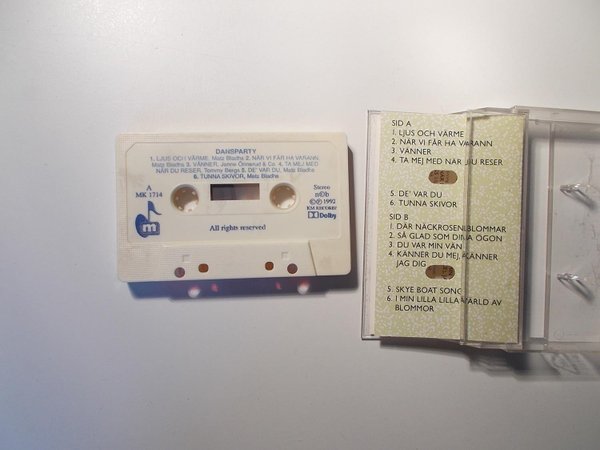 DANSPARTY
1. LJUS OCH VÄRME, Matz Bladhs 2. NÄR VI FÅR HA VARANN,
Matz Bladhs 3. VÄNNER, Jenny Önnerud & Co. 4. TA MEJ MED
NÄR DU RESER, Tommy Bergs 5. DE' VAR DU, Matz Bladhs
6. TUNNA SKIVOR, Matz Bladhs
A
MK 1714
Stereo
n©b
©℗ 1992
KM RECORDS
Dolby
m
All rights reserved
SID A
1. LJUS OCH VÄRME
2. NÄR VI FÅR HA VARANN
3. VÄNNER
4. TA MEJ MED NÄR DU RESER
5. DE' VAR DU
6. TUNNA SKIVOR
SID B
1. DÄR NÄCKROSEN BLOMMAR
2. SÅ GLAD SOM DINA ÖGON
3. DU VAR MIN VÄN
4. KÄNNER DU MEJ, KÄNNER
JAG DIG
5. SKYE BOAT SONG
6. I MIN LILLA LILLA VÄRLD AV
BLOMMOR